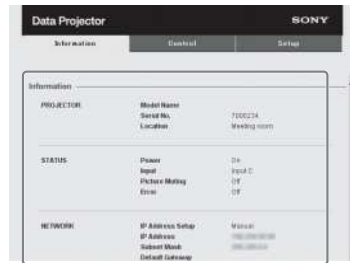 Data Projector SONY
Information Control Setup
Information
PROJECTOR Model Name
Serial No. 7000234
Location Meeting room
STATUS Power On
Input Input C
Picture Muting Off
Error Off
NETWORK IP Address Setup Manual
IP Address
Subnet Mask
Default Gateway